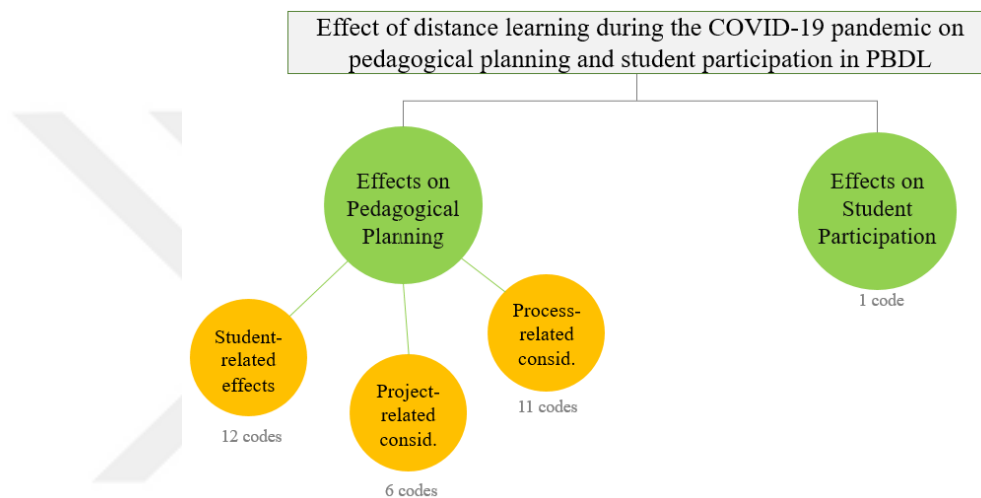 Effect of distance learning during the COVID-19 pandemic on
pedagogical planning and student participation in PBDL
Effects on
Pedagogical
Planning
Effects on
Student
Participation
1 code
Student-
related
effects
12 codes
Project-
related
consid.
6 codes
Process-
related
consid.
11 codes